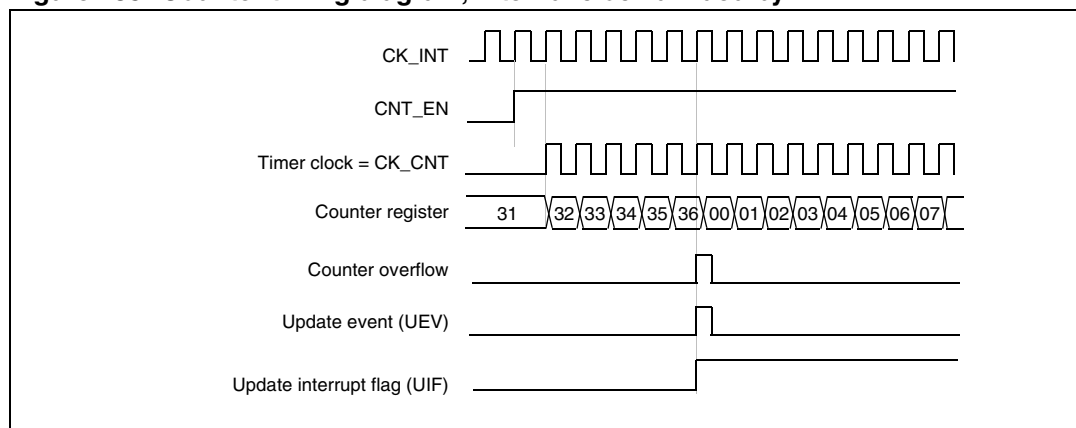 CK_INT
CNT_EN
Timer clock = CK_CNT
Counter register 31 32 33 34 35 36 00 01 02 03 04 05 06 07
Counter overflow
Update event (UEV)
Update interrupt flag (UIF)